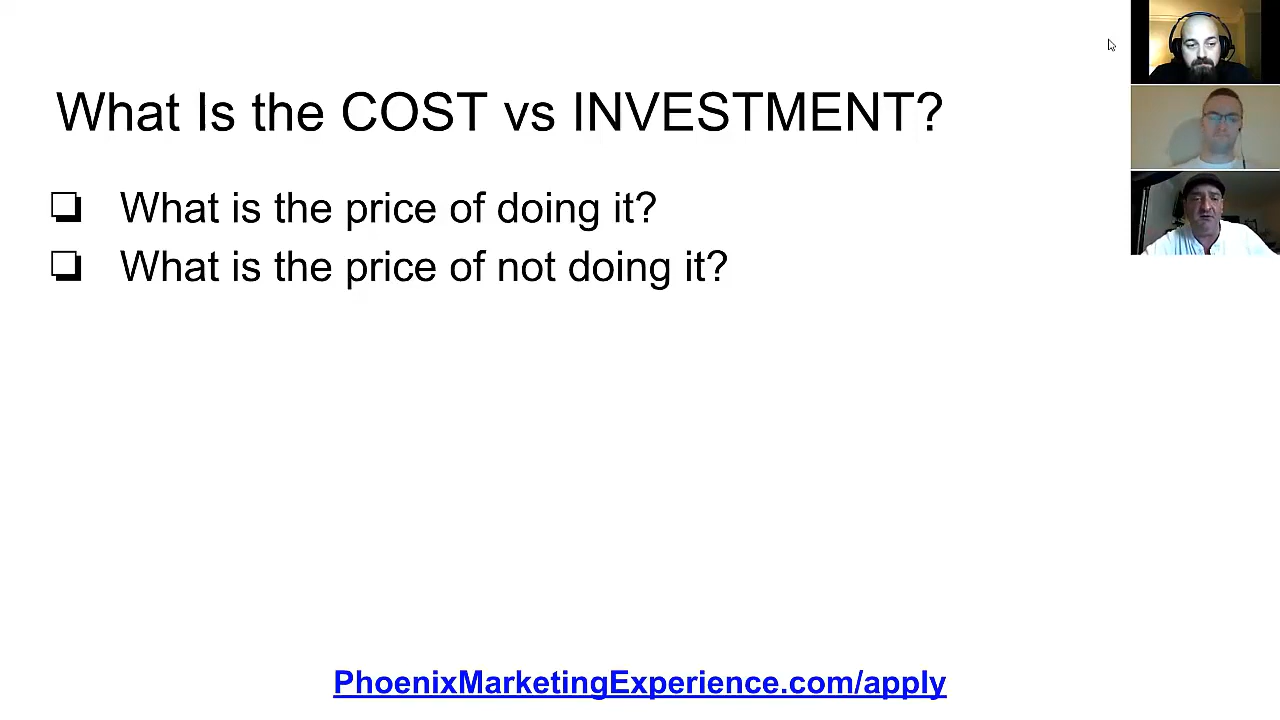 What Is the COST vs INVESTMENT?
What is the price of doing it?
What is the price of not doing it?
PhoenixMarketingExperience.com/apply